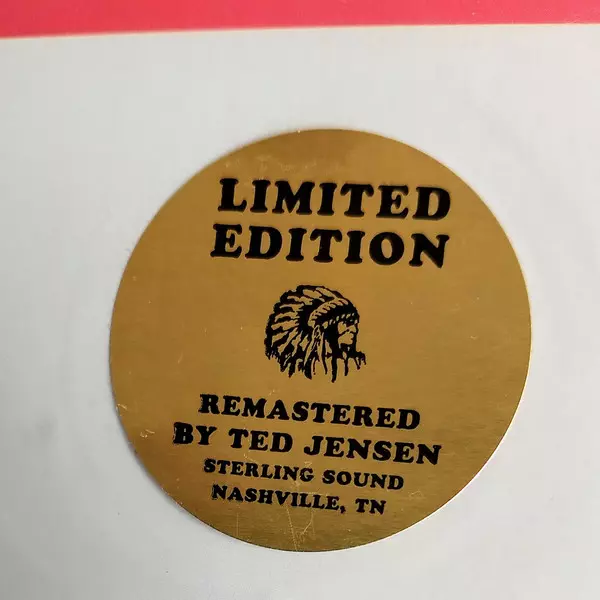 LIMITED
EDITION
REMASTERED
BY TED JENSEN
STERLING SOUND
NASHVILLE, TN